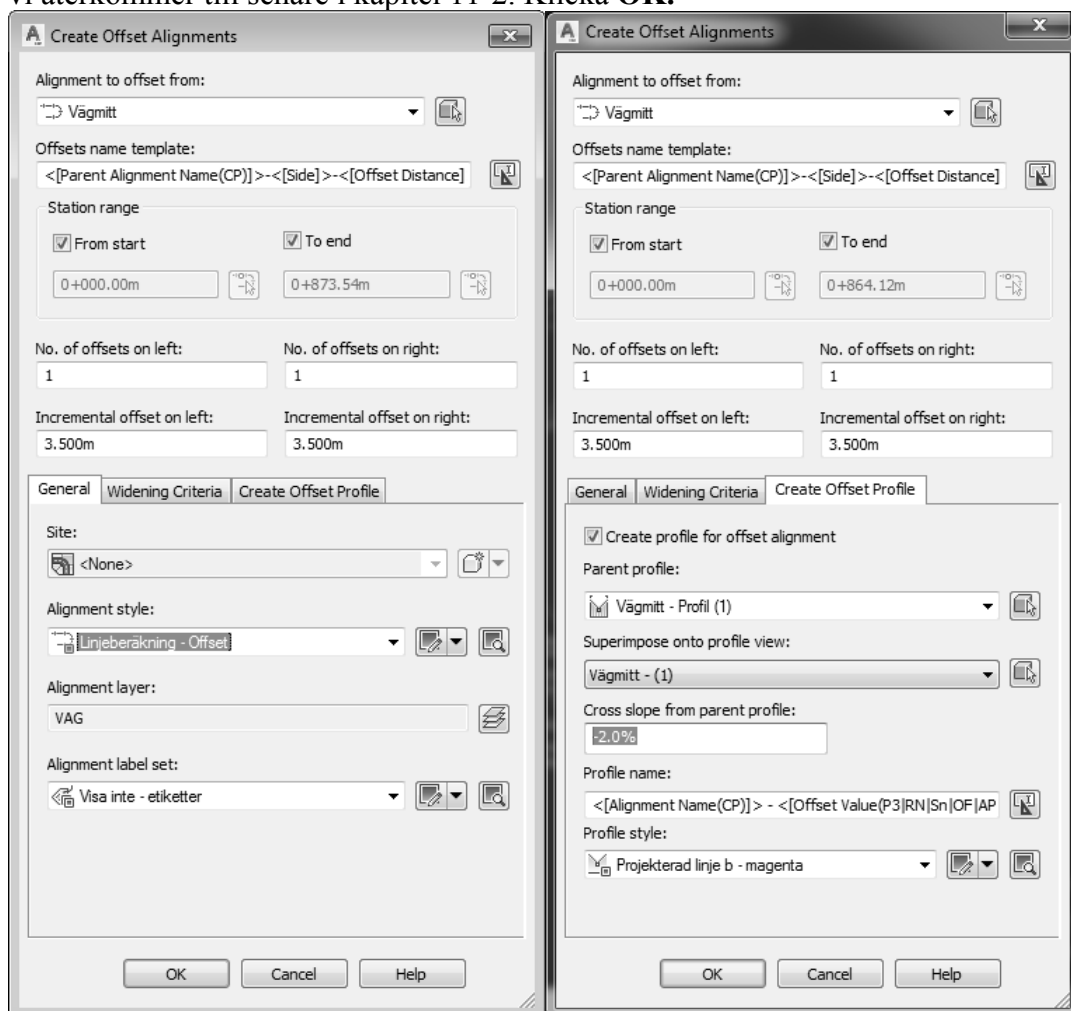 vi återkommer till senare i kapitel 11-2. Klicka OK.
Create Offset Alignments
Alignment to offset from:
Vägmitt
Offsets name template:
<[Parent Alignment Name(CP)]>-<[Side]>-<[Offset Distance]
Station range
From start
To end
0+000.00m
0+873.54m
No. of offsets on left:
No. of offsets on right:
1
1
Incremental offset on left:
Incremental offset on right:
3.500m
3.500m
General
Widening Criteria
Create Offset Profile
Site:
<None>
Alignment style:
Linjeberäkning - Offset
Alignment layer:
VAG
Alignment label set:
Visa inte - etiketter
OK
Cancel
Help
Create Offset Alignments
Alignment to offset from:
Vägmitt
Offsets name template:
<[Parent Alignment Name(CP)]>-<[Side]>-<[Offset Distance]
Station range
From start
To end
0+000.00m
0+864.12m
No. of offsets on left:
No. of offsets on right:
1
1
Incremental offset on left:
Incremental offset on right:
3.500m
3.500m
General
Widening Criteria
Create Offset Profile
Create profile for offset alignment
Parent profile:
Vägmitt - Profil (1)
Superimpose onto profile view:
Vägmitt - (1)
Cross slope from parent profile:
-2.0%
Profile name:
<[Alignment Name(CP)]> - <[Offset Value(P3|RN|Sn|OF|AP
Profile style:
Projekterad linje b - magenta
OK
Cancel
Help